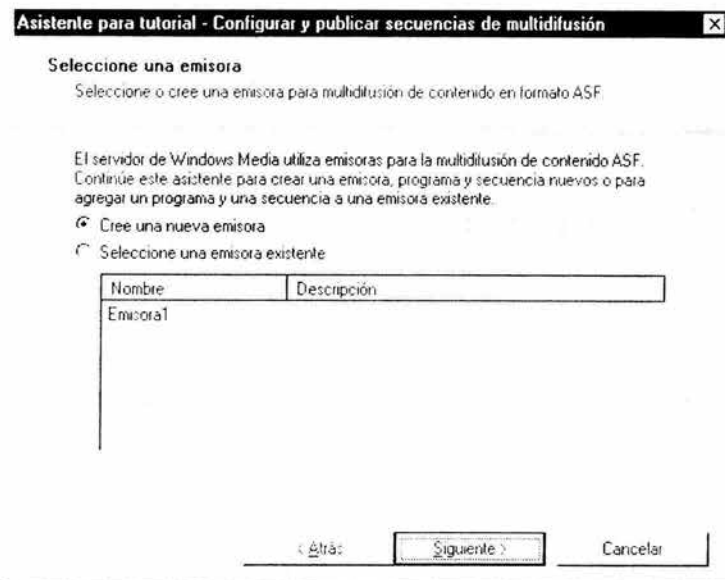 Asistente para tutorial - Configurar y publicar secuencias de multidifusión
Seleccione una emisora
Seleccione o cree una emisora para multidifusión de contenido en formato ASF
El servidor de Windows Media utiliza emisoras para la multidifusión de contenido ASF.
Continúe este asistente para crear una emisora, programa y secuencia nuevos o para
agregar un programa y una secuencia a una emisora existente.
Cree una nueva emisora
Seleccione una emisora existente
Nombre Descripción
Emisora1
< Atrás Siguiente > Cancelar